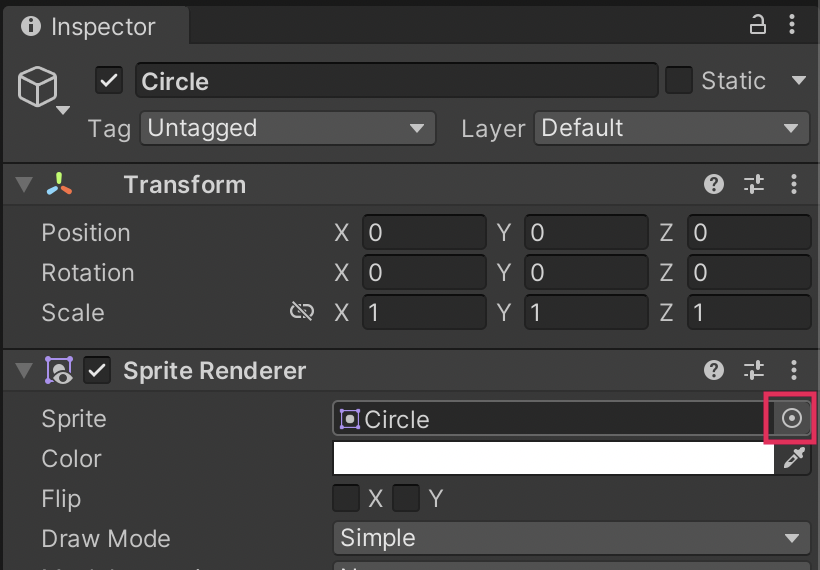 Inspector
Circle
Static
Tag Untagged Layer Default
Transform
Position X 0 Y 0 Z 0
Rotation X 0 Y 0 Z 0
Scale X 1 Y 1 Z 1
Sprite Renderer
Sprite Circle
Color
Flip X Y
Draw Mode Simple